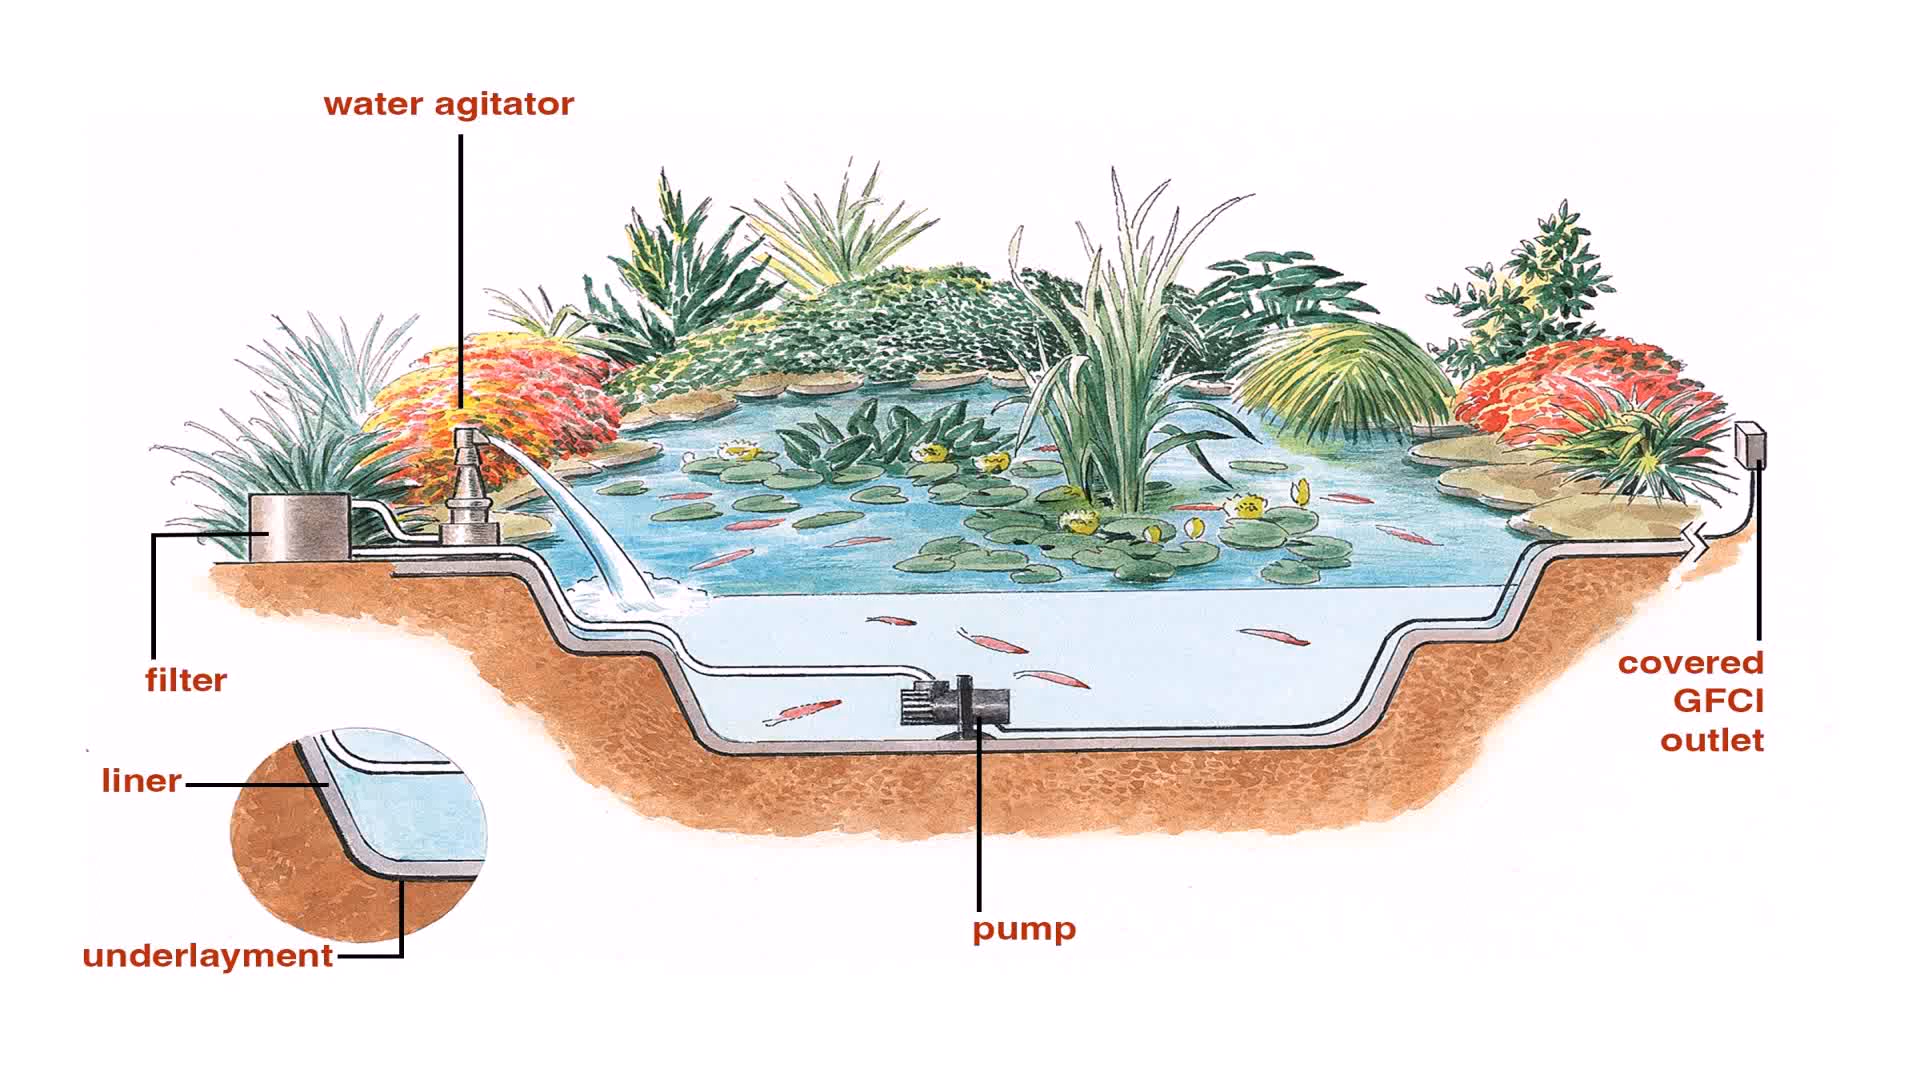 water agitator
filter
liner
underlayment
pump
covered
GFCI
outlet